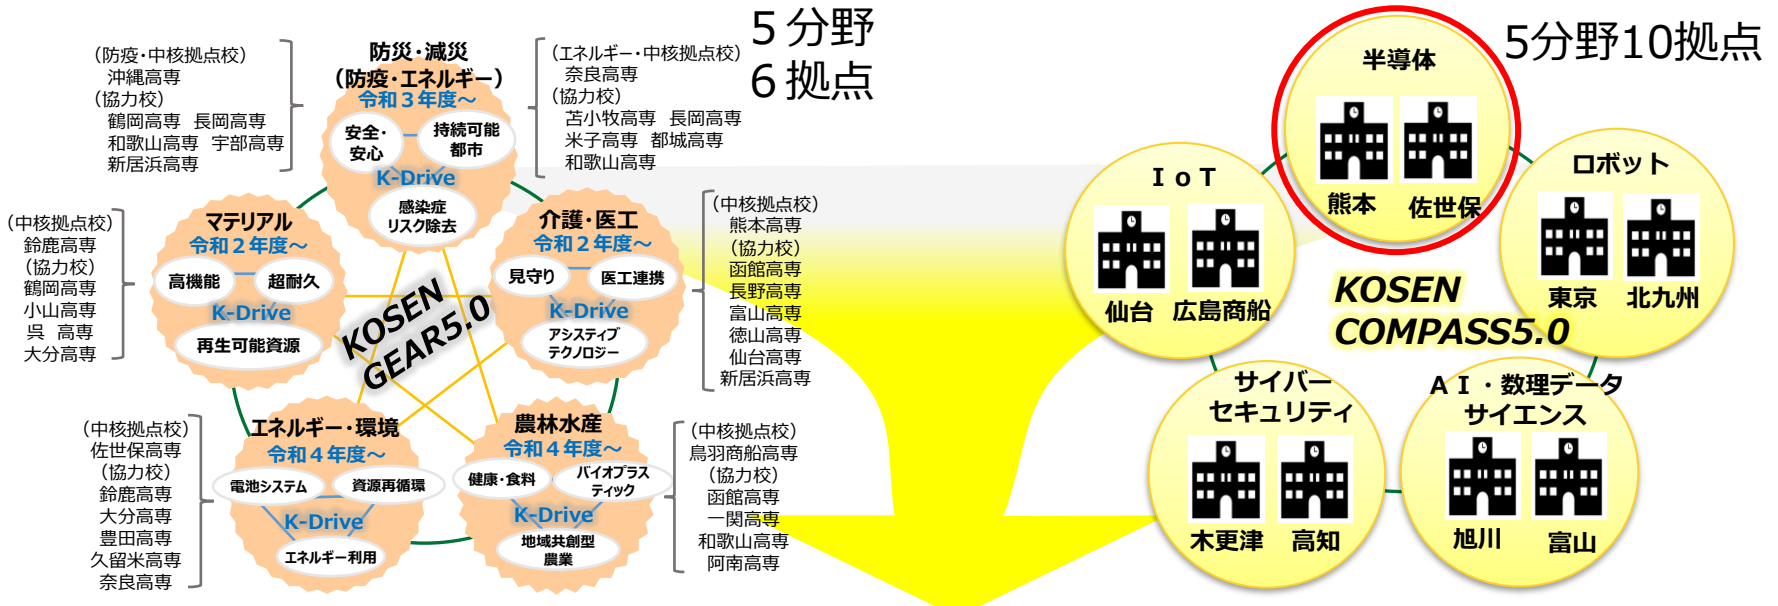 ５分野
６拠点
（防疫・中核拠点校）
沖縄高専
（協力校）
鶴岡高専 長岡高専
和歌山高専 宇部高専
新居浜高専
防災・減災
（防疫・エネルギー）
令和３年度～
安全・
安心
持続可能
都市
K-Drive
感染症
リスク除去
（エネルギー・中核拠点校）
奈良高専
（協力校）
苫小牧高専 長岡高専
米子高専 都城高専
和歌山高専
（中核拠点校）
鈴鹿高専
（協力校）
鶴岡高専
小山高専
呉 高専
大分高専
マテリアル
令和２年度～
高機能
超耐久
K-Drive
再生可能資源
KOSEN
GEAR5.0
介護・医工
令和２年度～
見守り
医工連携
K-Drive
アシスティブ
テクノロジー
（中核拠点校）
熊本高専
（協力校）
函館高専
長野高専
富山高専
徳山高専
仙台高専
新居浜高専
（中核拠点校）
佐世保高専
（協力校）
鈴鹿高専
大分高専
豊田高専
久留米高専
奈良高専
エネルギー・環境
令和４年度～
電池システム
資源再循環
K-Drive
エネルギー利用
農林水産
令和４年度～
健康・食料
バイオプラス
ティック
K-Drive
地域共創型
農業
（中核拠点校）
鳥羽商船高専
（協力校）
函館高専
一関高専
和歌山高専
阿南高専
5分野10拠点
半導体
熊本 佐世保
ＩｏＴ
仙台 広島商船
ロボット
東京 北九州
KOSEN
COMPASS5.0
サイバー
セキュリティ
木更津 高知
ＡＩ・数理データ
サイエンス
旭川 富山